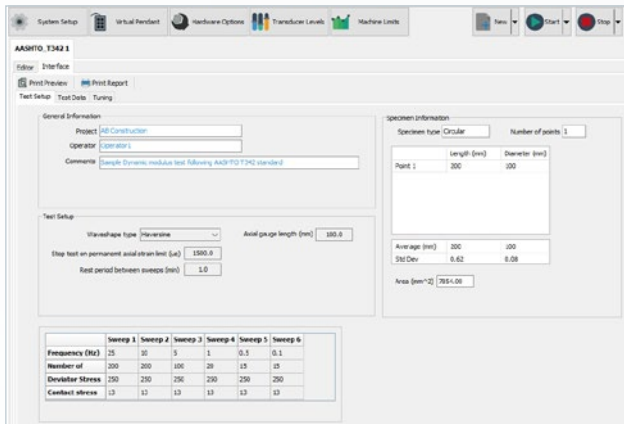 System Setup Virtual Pendant Hardware Options Transducer Levels Machine Limits New Start Stop
AASHTO_T342 1
Editor Interface
Print Preview Print Report
Test Setup Test Data Tuning
General Information
Project AB Construction
Operator Operator1
Comments Sample Dynamic modulus test following AASHTO T342 standard
Specimen Information
Specimen type Circular Number of points 1
Length (mm) Diameter (mm)
Point 1 200 100
Average (mm) 200 100
Std Dev 0.62 0.08
Area (mm^2) 7854.00
Test Setup
Waveshape type Haversine Axial gauge length (mm) 100.0
Stop test on permanent axial strain limit (µε) 1500.0
Rest period between sweeps (min) 1.0
Sweep 1 Sweep 2 Sweep 3 Sweep 4 Sweep 5 Sweep 6
Frequency (Hz) 25 10 5 1 0.5 0.1
Number of 200 200 100 20 15 15
Deviator Stress 250 250 250 250 250 250
Contact stress 13 13 13 13 13 13